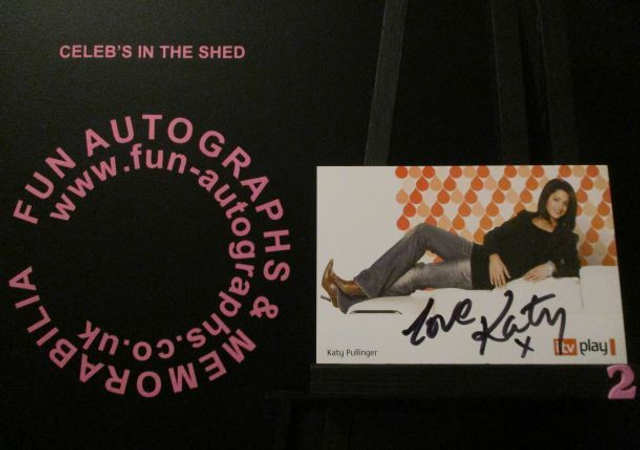 CELEB'S IN THE SHED
FUN AUTOGRAPHS & MEMORABILIA
www.fun-autographs.co.uk
Love Katy
x
Katy Pullinger
itv play
2